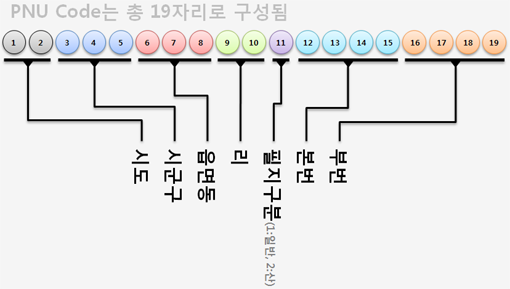 PNU Code는 총 19자리로 구성됨
1 2 3 4 5 6 7 8 9 10 11 12 13 14 15 16 17 18 19
시도
시군구
읍면동
리
필지구분(1:일반, 2:산)
본번
부번